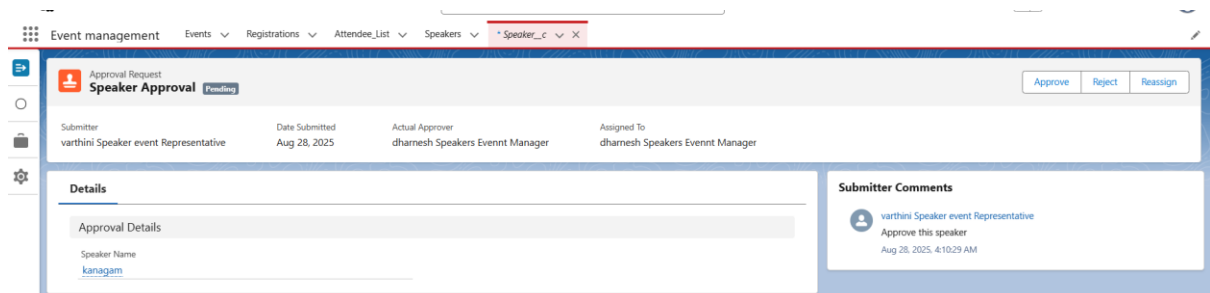 Event management Events Registrations Attendee_List Speakers * Speaker__c
Approval Request
Speaker Approval Pending
Approve Reject Reassign
Submitter Date Submitted Actual Approver Assigned To
varthini Speaker event Representative Aug 28, 2025 dharnesh Speakers Evennt Manager dharnesh Speakers Evennt Manager
Details
Approval Details
Speaker Name
kanagam
Submitter Comments
varthini Speaker event Representative
Approve this speaker
Aug 28, 2025, 4:10:29 AM